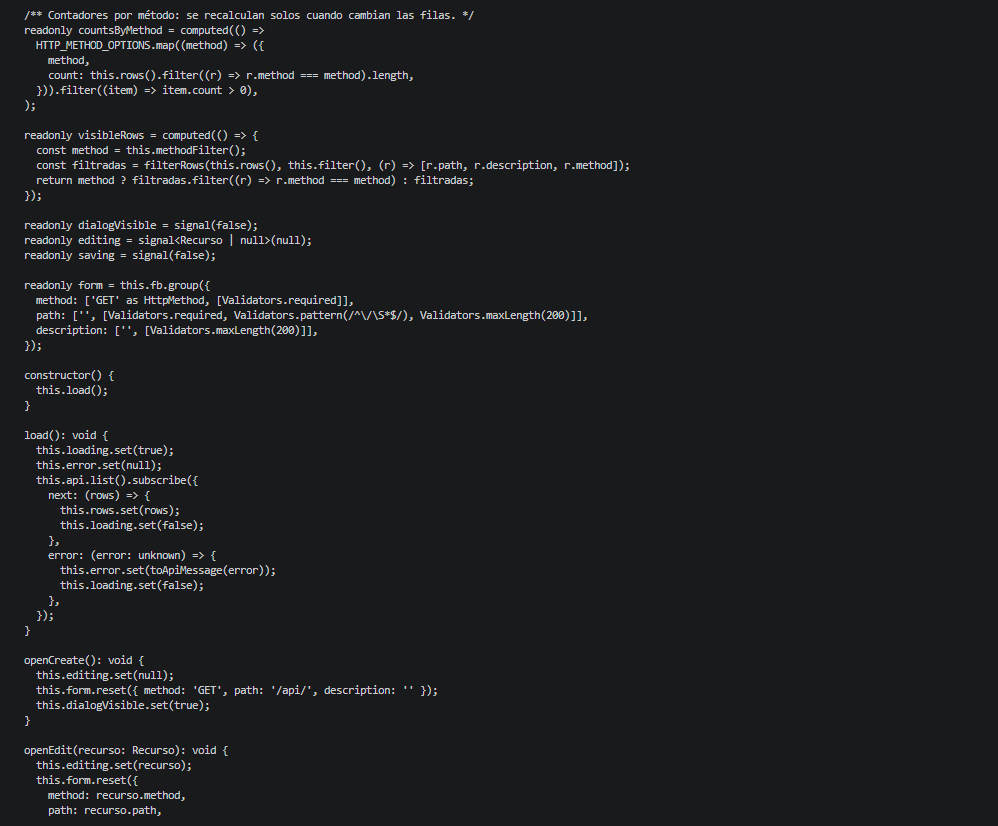 /** Contadores por método: se recalculan solos cuando cambian las filas. */
readonly countsByMethod = computed(() =>
  HTTP_METHOD_OPTIONS.map((method) => ({
    method,
    count: this.rows().filter((r) => r.method === method).length,
  })).filter((item) => item.count > 0),
);

readonly visibleRows = computed(() => {
  const method = this.methodFilter();
  const filtradas = filterRows(this.rows(), this.filter(), (r) => [r.path, r.description, r.method]);
  return method ? filtradas.filter((r) => r.method === method) : filtradas;
});

readonly dialogVisible = signal(false);
readonly editing = signal<Recurso | null>(null);
readonly saving = signal(false);

readonly form = this.fb.group({
  method: ['GET' as HttpMethod, [Validators.required]],
  path: ['', [Validators.required, Validators.pattern(/^\/\S*$/), Validators.maxLength(200)]],
  description: ['', [Validators.maxLength(200)]],
});

constructor() {
  this.load();
}

load(): void {
  this.loading.set(true);
  this.error.set(null);
  this.api.list().subscribe({
    next: (rows) => {
      this.rows.set(rows);
      this.loading.set(false);
    },
    error: (error: unknown) => {
      this.error.set(toApiMessage(error));
      this.loading.set(false);
    },
  });
}

openCreate(): void {
  this.editing.set(null);
  this.form.reset({ method: 'GET', path: '/api/', description: '' });
  this.dialogVisible.set(true);
}

openEdit(recurso: Recurso): void {
  this.editing.set(recurso);
  this.form.reset({
    method: recurso.method,
    path: recurso.path,